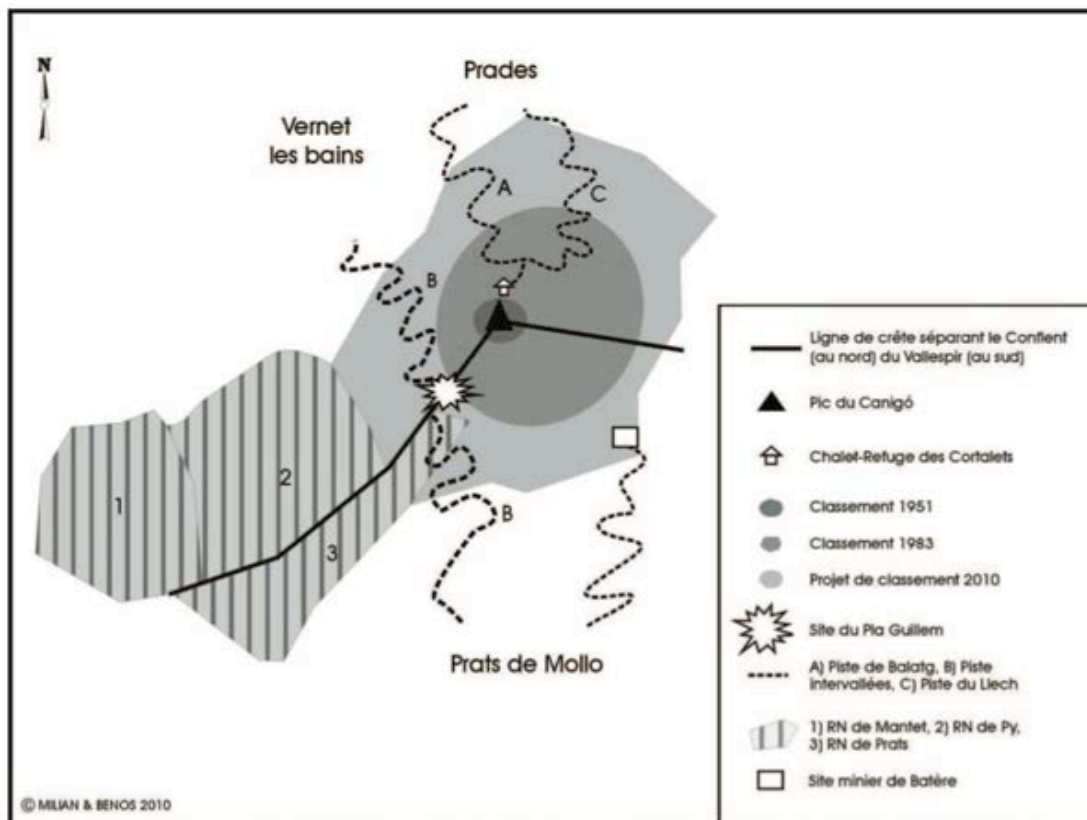 N
Prades
Vernet
les bains
A
C
B
2
1
3
B
Prats de Mollo
© MILIAN & BENOS 2010
Ligne de crête séparant le Conflent
(au nord) du Vallespir (au sud)
Pic du Canigó
Chalet-Refuge des Cortalets
Classement 1951
Classement 1983
Projet de classement 2010
Site du Pla Guillem
A) Piste de Balatg, B) Piste
intervallées, C) Piste du Llech
1) RN de Mantet, 2) RN de Py,
3) RN de Prats
Site minier de Batère